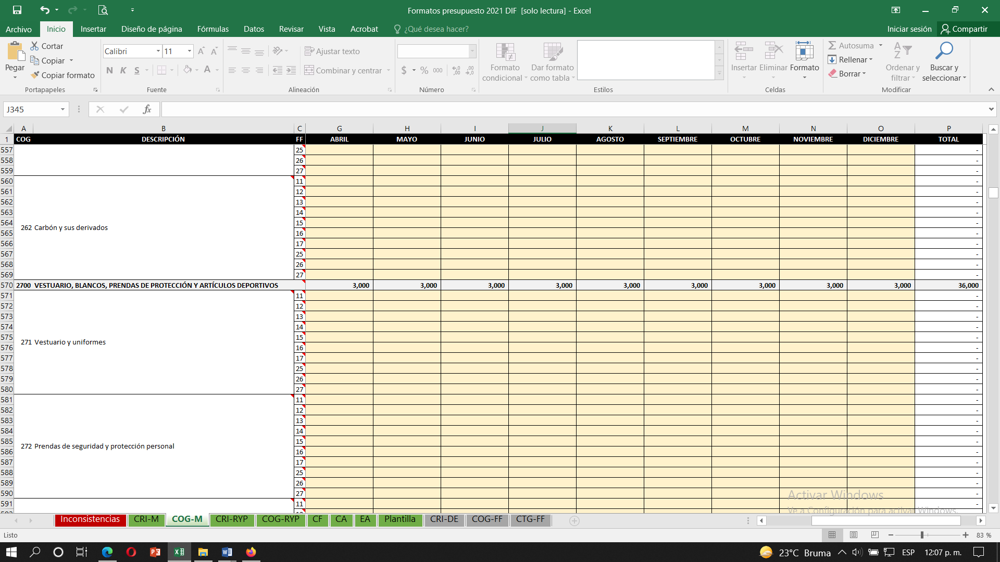 Formatos presupuesto 2021 DIF  [solo lectura] - Excel
Archivo Inicio Insertar Diseño de página Fórmulas Datos Revisar Vista Acrobat ¿Qué desea hacer? Iniciar sesión Compartir
Pegar
Cortar
Copiar
Copiar formato
Portapapeles
Calibri 11
N K S A
Fuente
Ajustar texto
Combinar y centrar
Alineación
$ % 000
Número
Formato condicional
Dar formato como tabla
Estilos
Insertar Eliminar Formato
Celdas
Autosuma
Rellenar
Borrar
Ordenar y filtrar
Buscar y seleccionar
Modificar
J345 fx
A B C G H I J K L M N O P
1 COG DESCRIPCIÓN FF ABRIL MAYO JUNIO JULIO AGOSTO SEPTIEMBRE OCTUBRE NOVIEMBRE DICIEMBRE TOTAL
557 25 -
558 26 -
559 27 -
560 11 -
561 12 -
562 13 -
563 14 -
564 15 -
262 Carbón y sus derivados
565 16 -
566 17 -
567 25 -
568 26 -
569 27 -
570 2700 VESTUARIO, BLANCOS, PRENDAS DE PROTECCIÓN Y ARTÍCULOS DEPORTIVOS 3,000 3,000 3,000 3,000 3,000 3,000 3,000 3,000 3,000 36,000
571 11 -
572 12 -
573 13 -
574 14 -
575 15 -
271 Vestuario y uniformes
576 16 -
577 17 -
578 25 -
579 26 -
580 27 -
581 11 -
582 12 -
583 13 -
584 14 -
585 15 -
272 Prendas de seguridad y protección personal
586 16 -
587 17 -
588 25 -
589 26 -
590 27 -
591 11 -
Activar Windows
Ve a Configuración para activar Windows.
Inconsistencias CRI-M COG-M CRI-RYP COG-RYP CF CA EA Plantilla CRI-DE COG-FF CTG-FF
Listo 83 %
23°C Bruma ESP 12:07 p. m.